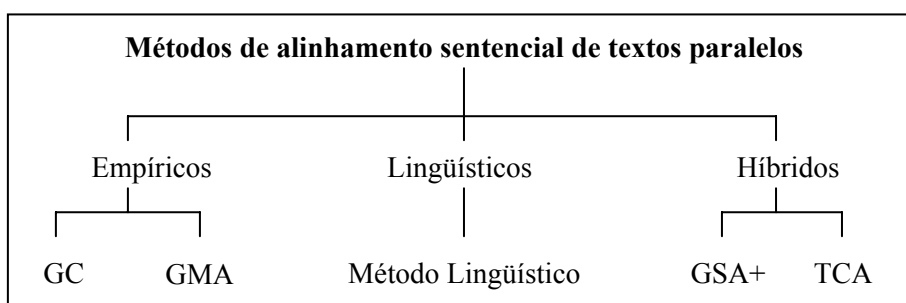 Métodos de alinhamento sentencial de textos paralelos
Empíricos Lingüísticos Híbridos
GC GMA Método Lingüístico GSA+ TCA